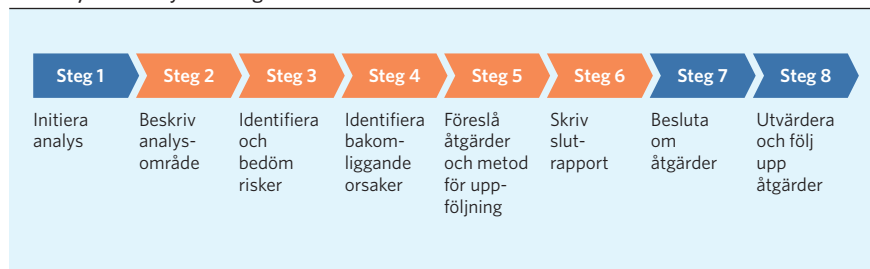 Steg 1
Steg 2
Steg 3
Steg 4
Steg 5
Steg 6
Steg 7
Steg 8
Initiera
analys
Beskriv
analys-
område
Identifiera
och
bedöm
risker
Identifiera
bakom-
liggande
orsaker
Föreslå
åtgärder
och metod
för upp-
följning
Skriv
slut-
rapport
Besluta
om
åtgärder
Utvärdera
och följ
upp
åtgärder